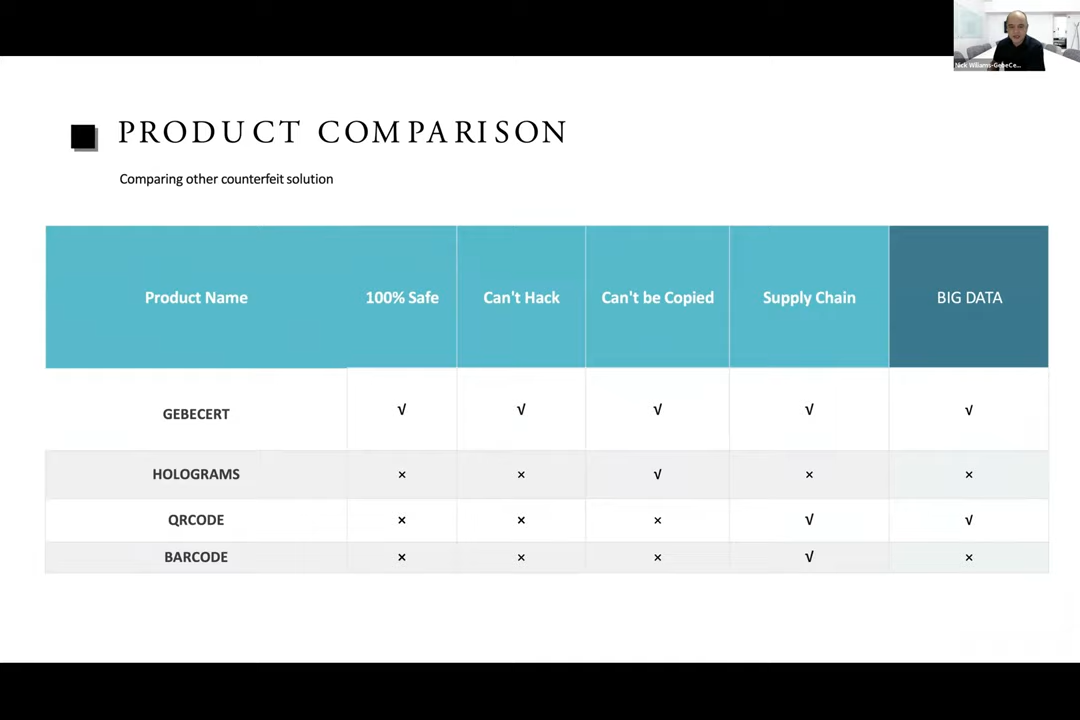 Nick Williams-GebeCe...
PRODUCT COMPARISON
Comparing other counterfeit solution
Product Name 100% Safe Can't Hack Can't be Copied Supply Chain BIG DATA
GEBECERT √ √ √ √ √
HOLOGRAMS × × √ × ×
QRCODE × × × √ √
BARCODE × × × √ ×